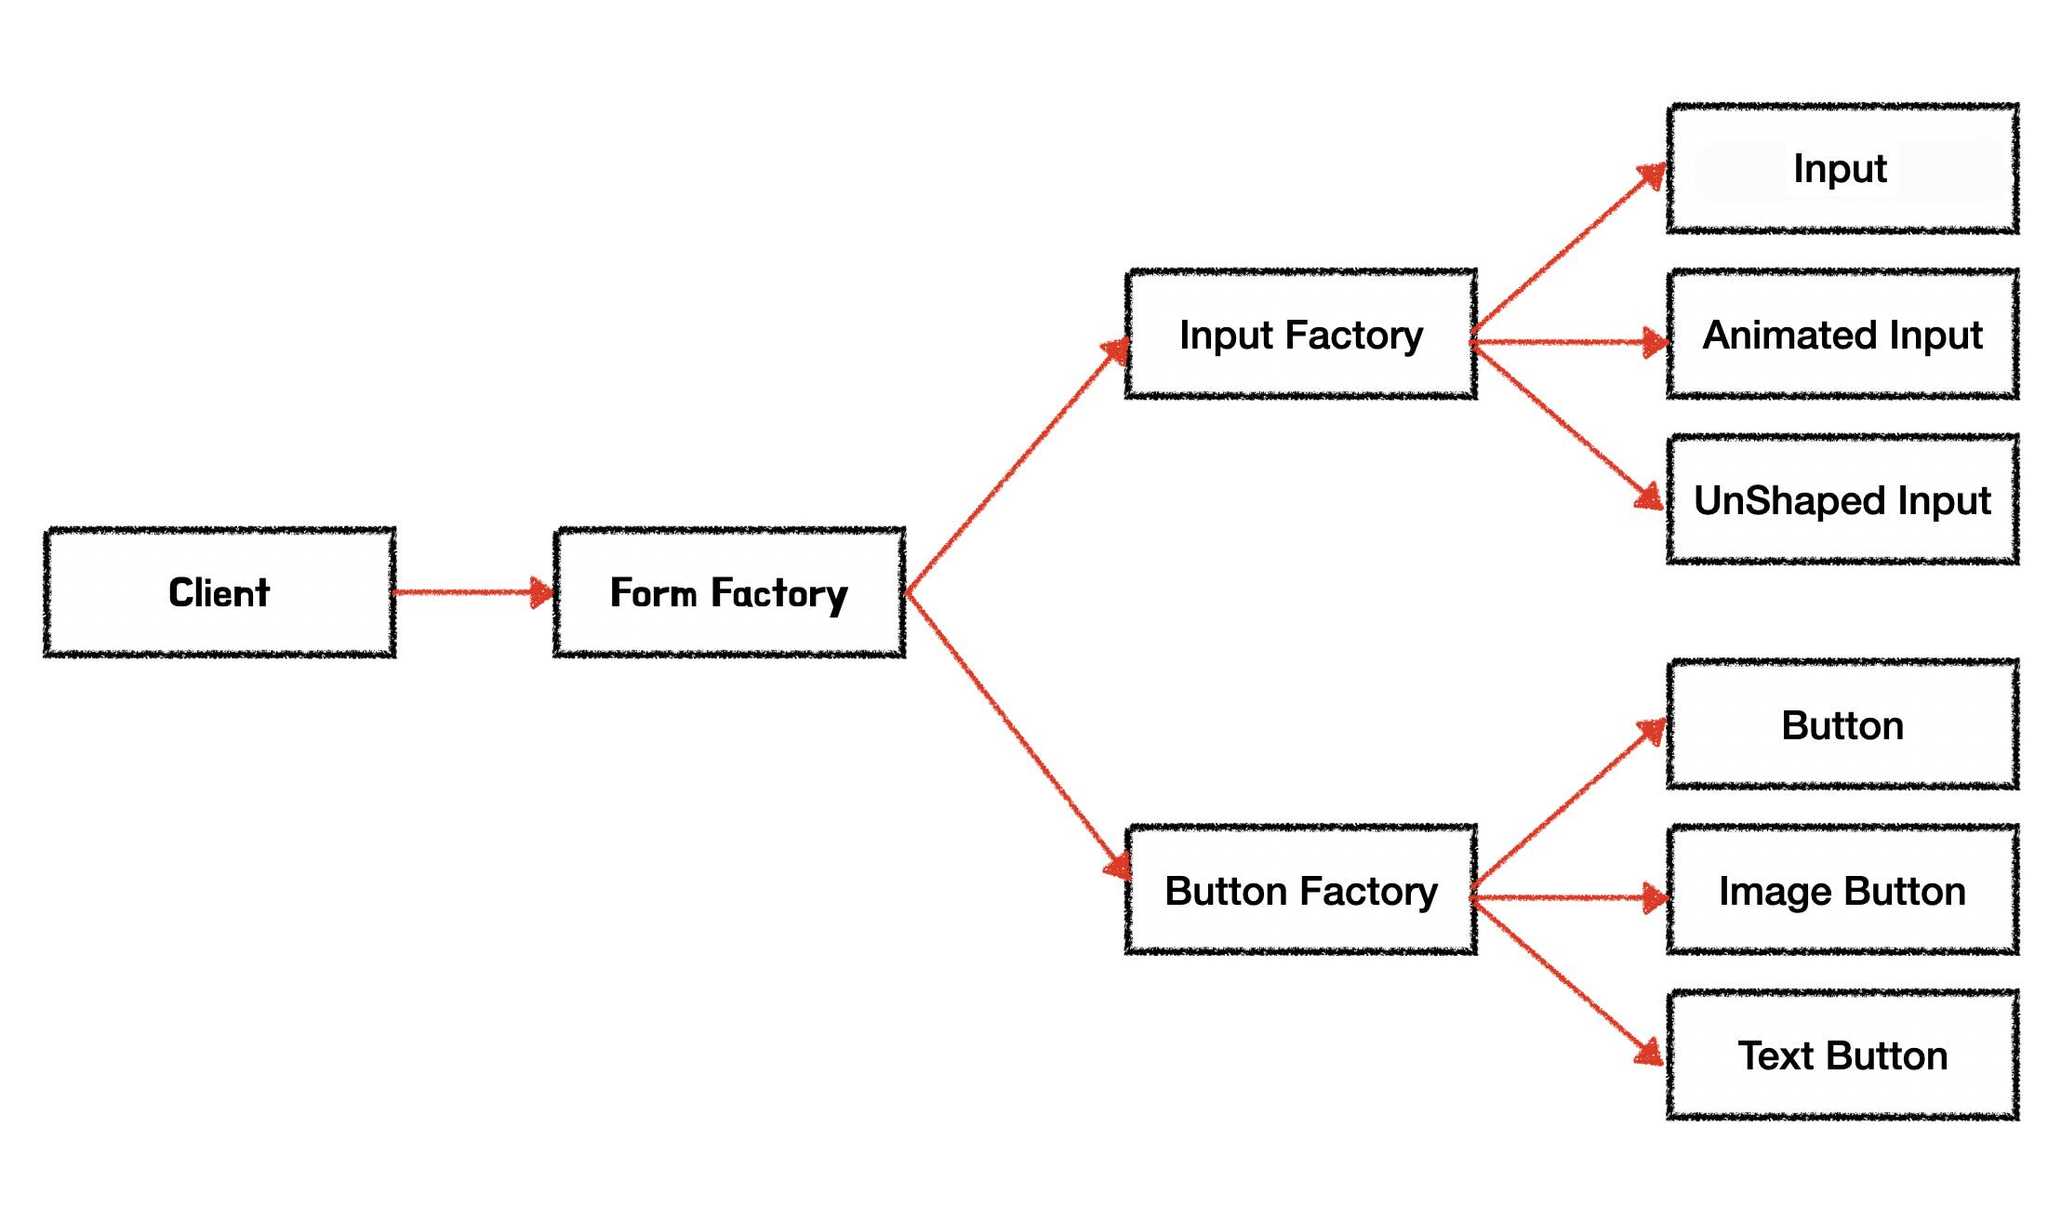 Client
Form Factory
Input Factory
Button Factory
Input
Animated Input
UnShaped Input
Button
Image Button
Text Button